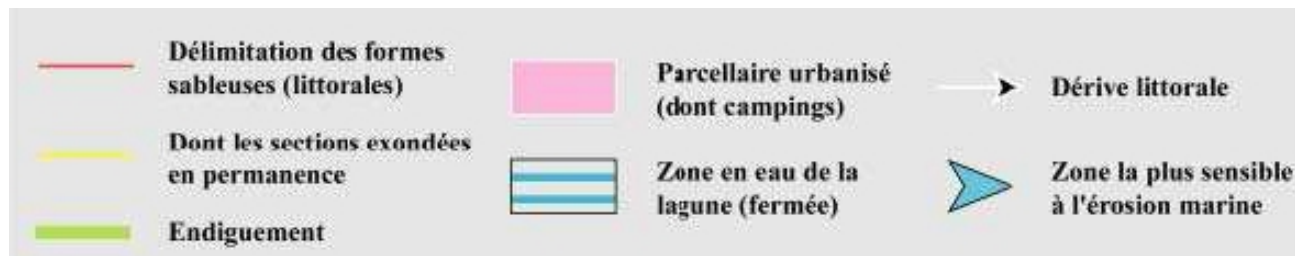 Délimitation des formes
sableuses (littorales)
Dont les sections exondées
en permanence
Endiguement
Parcellaire urbanisé
(dont campings)
Zone en eau de la
lagune (fermée)
Dérive littorale
Zone la plus sensible
à l'érosion marine